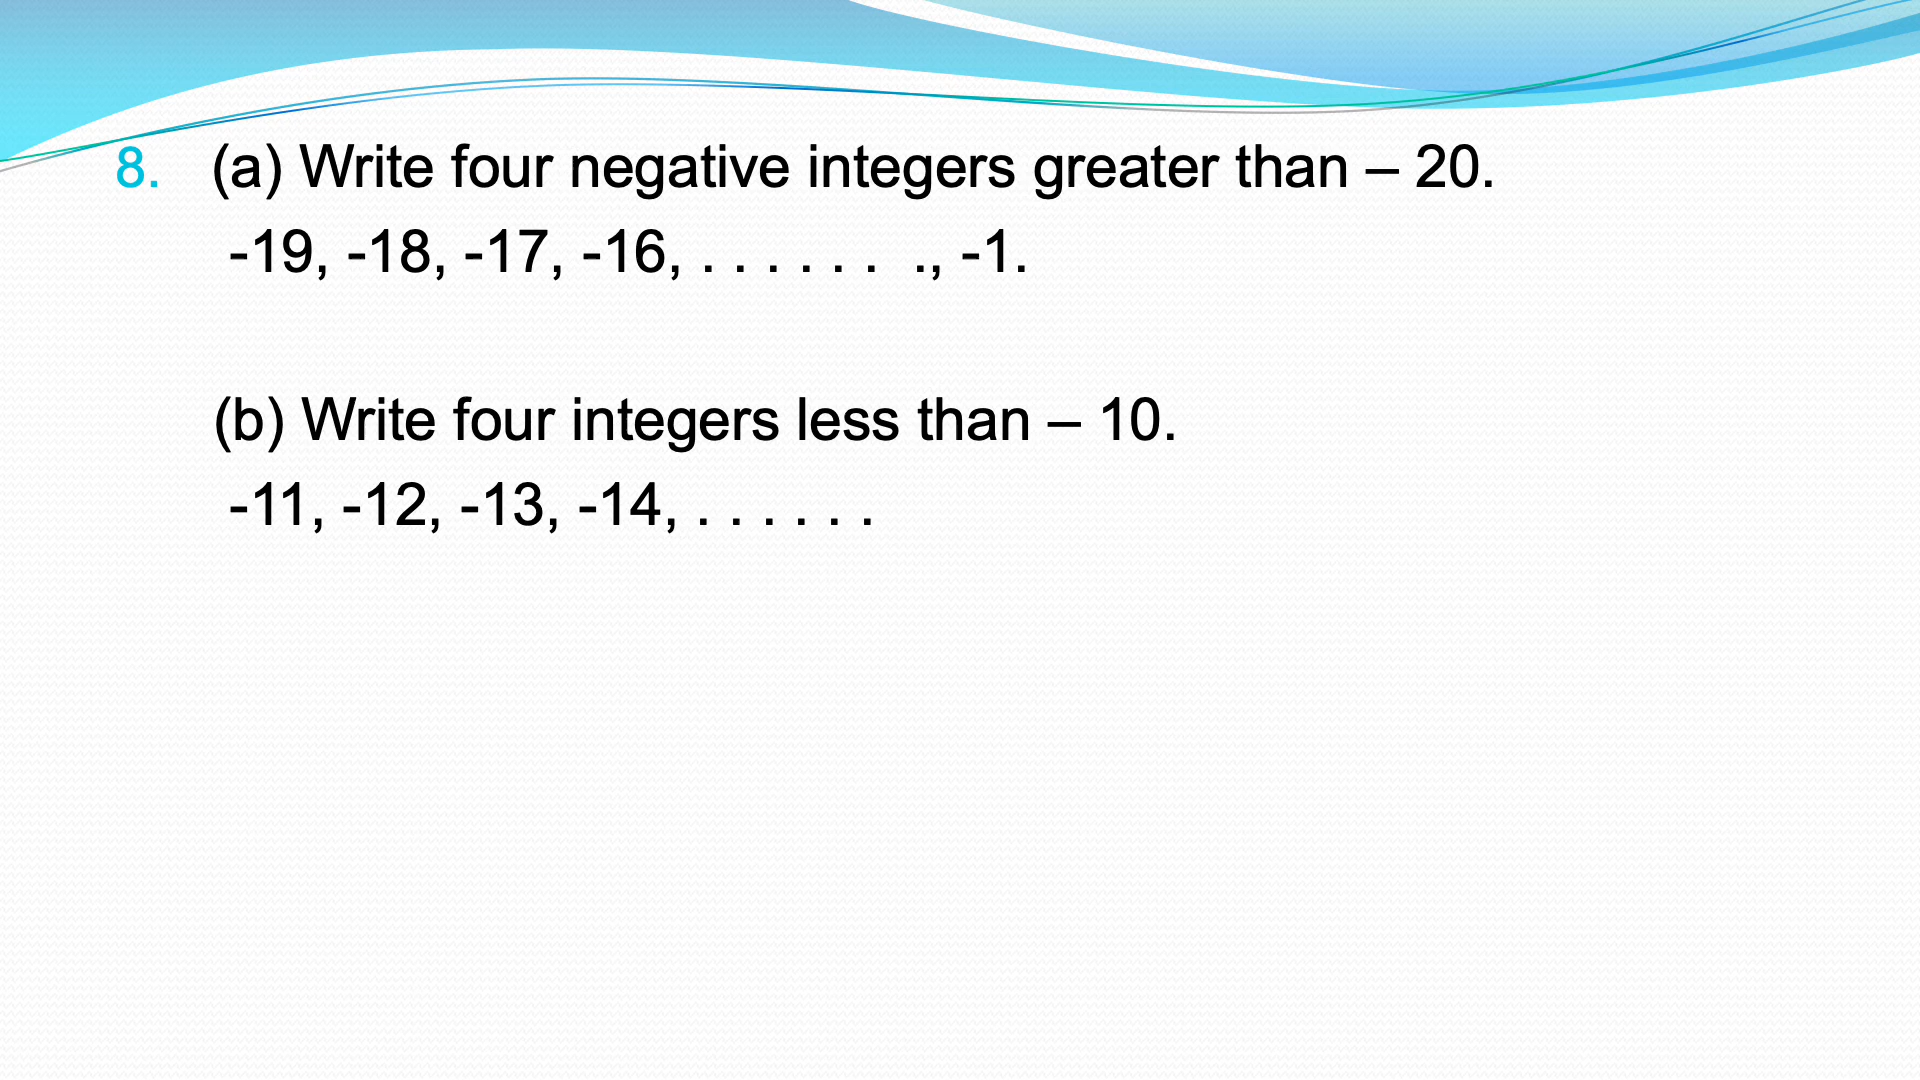 8. (a) Write four negative integers greater than – 20.
-19, -18, -17, -16, . . . . . .  ., -1.
(b) Write four integers less than – 10.
-11, -12, -13, -14, . . . . . .